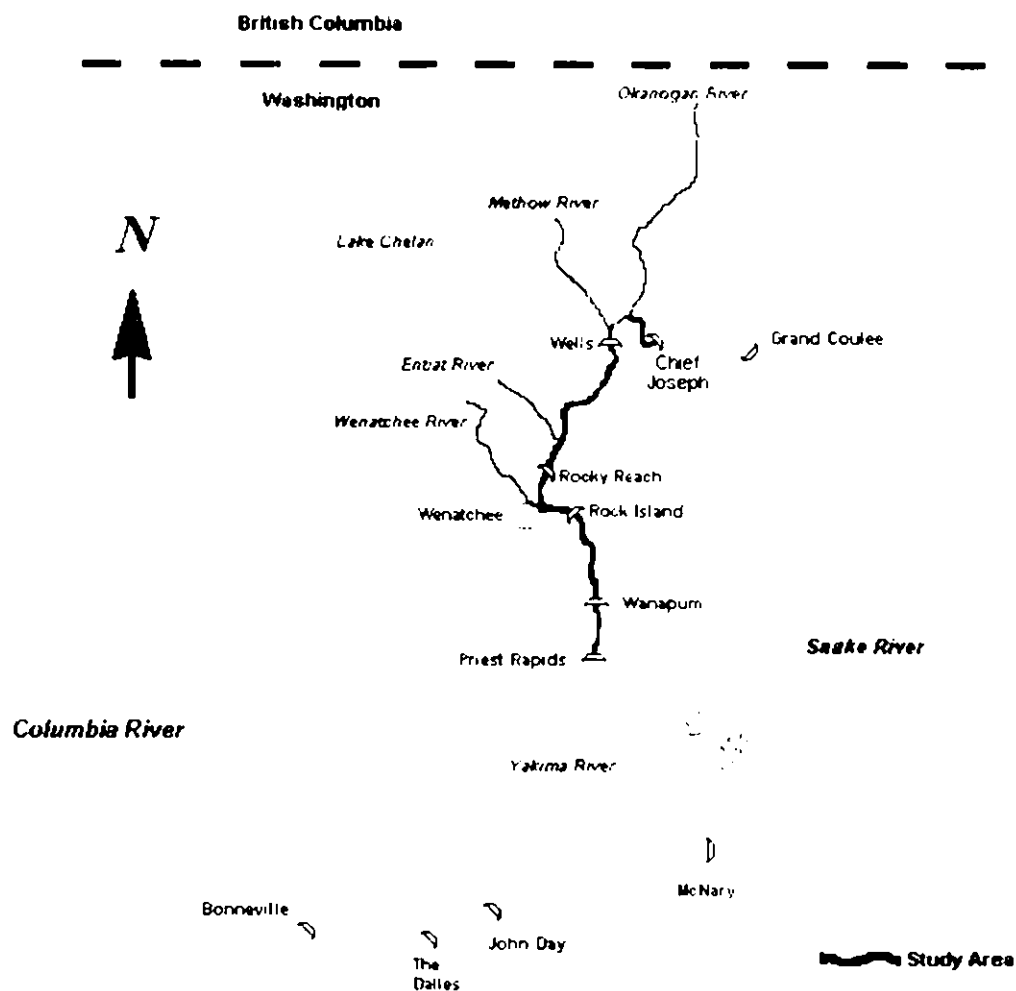 British Columbia
Washington
Okanogan River
Methow River
N
Lake Chelan
Wells
Grand Coulee
Chief
Joseph
Entiat River
Wenatchee River
Rocky Reach
Wenatchee
Rock Island
Wanapum
Snake River
Priest Rapids
Columbia River
Yakima River
McNary
Bonneville
John Day
The
Dalles
Study Area